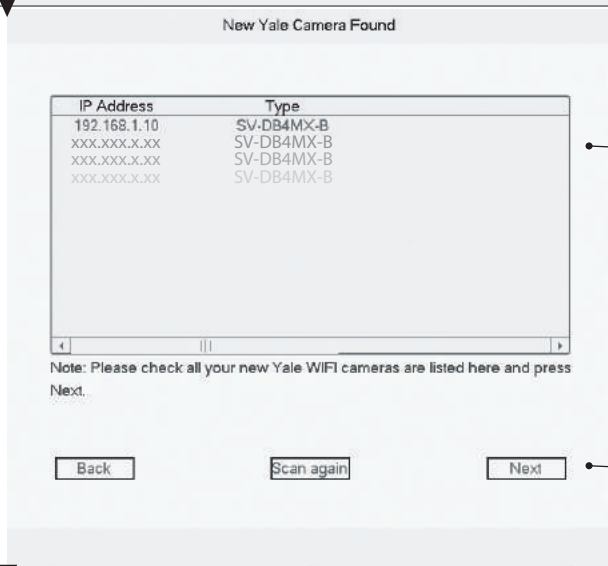 New Yale Camera Found
IP Address Type
192.168.1.10 SV-DB4MX-B
xxx.xxx.x.xx SV-DB4MX-B
xxx.xxx.x.xx SV-DB4MX-B
xxx.xxx.x.xx SV-DB4MX-B
Note: Please check all your new Yale WIFI cameras are listed here and press
Next.
Back Scan again Next